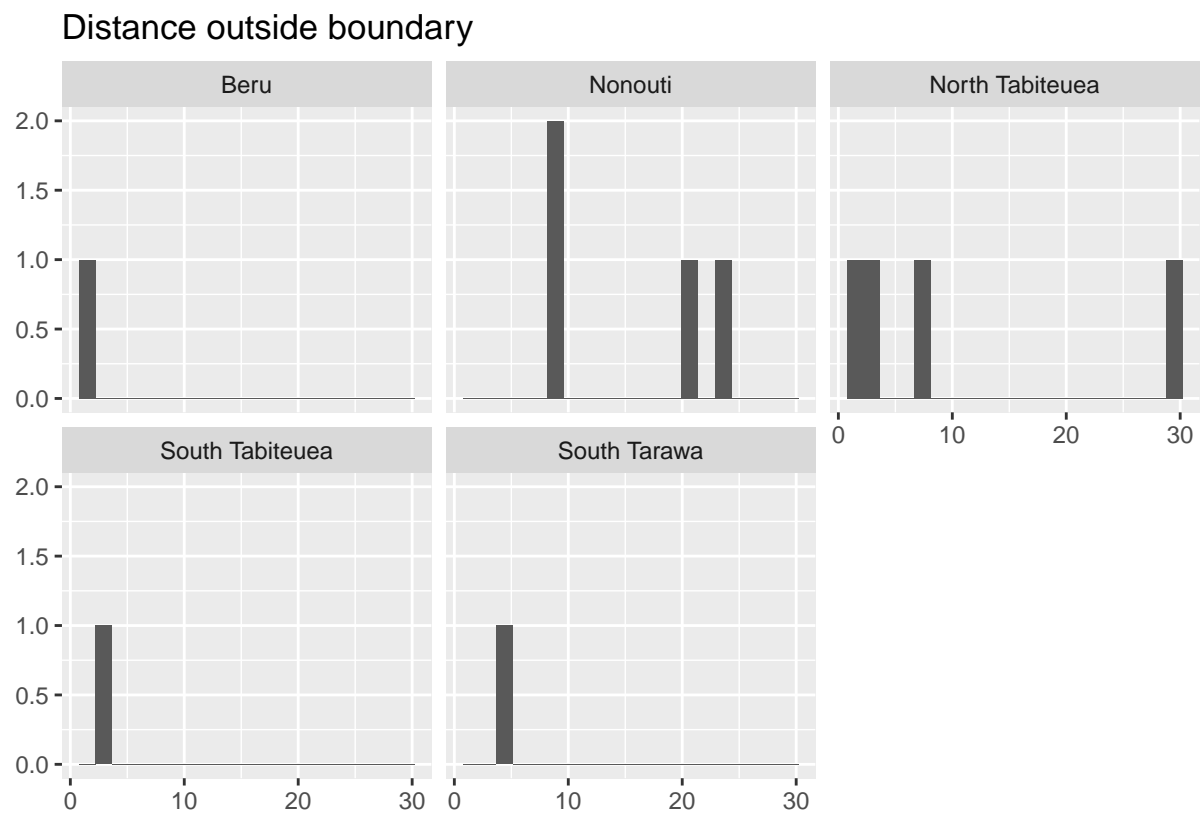 Distance outside boundary
Beru
Nonouti
North Tabiteuea
2.0
1.5
1.0
0.5
0.0
0 10 20 30
South Tabiteuea
South Tarawa
2.0
1.5
1.0
0.5
0.0
0 10 20 30
0 10 20 30